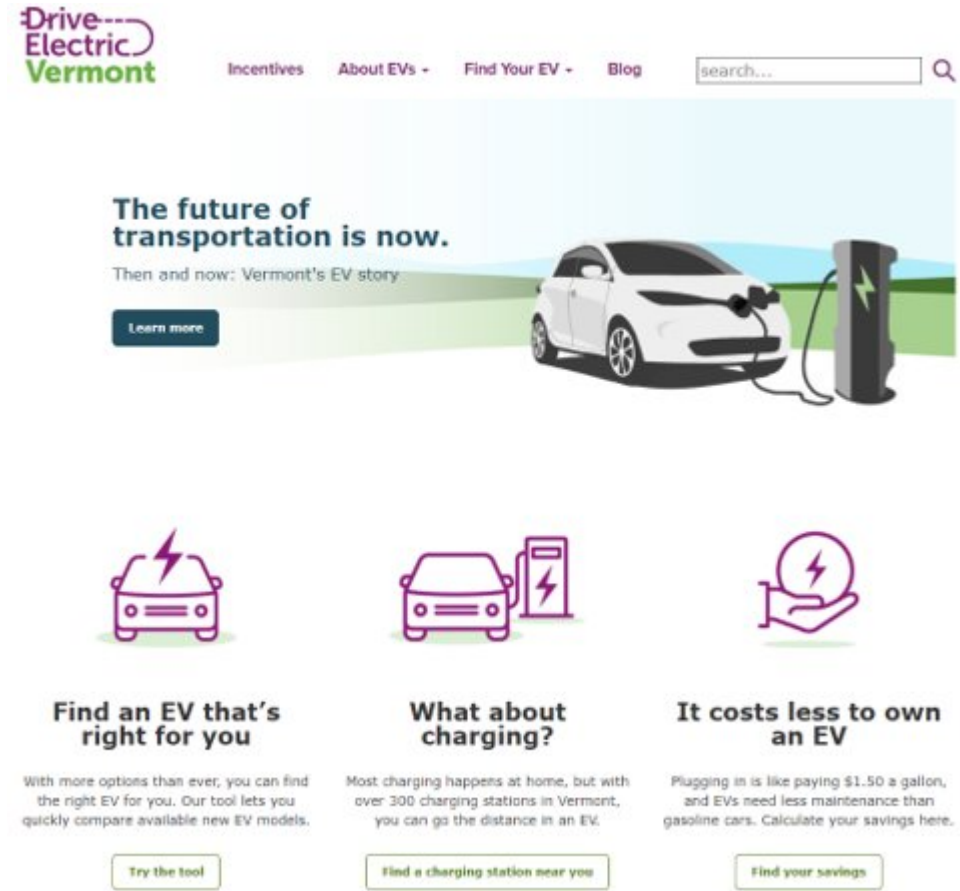 Drive
Electric
Vermont
Incentives
About EVs
Find Your EV
Blog
search...
The future of
transportation is now.
Then and now: Vermont's EV story
Learn more
Find an EV that's
right for you
With more options than ever, you can find
the right EV for you. Our tool lets you
quickly compare available new EV models.
Try the tool
What about
charging?
Most charging happens at home, but with
over 300 charging stations in Vermont,
you can go the distance in an EV.
Find a charging station near you
It costs less to own
an EV
Plugging in is like paying $1.50 a gallon,
and EVs need less maintenance than
gasoline cars. Calculate your savings here.
Find your savings